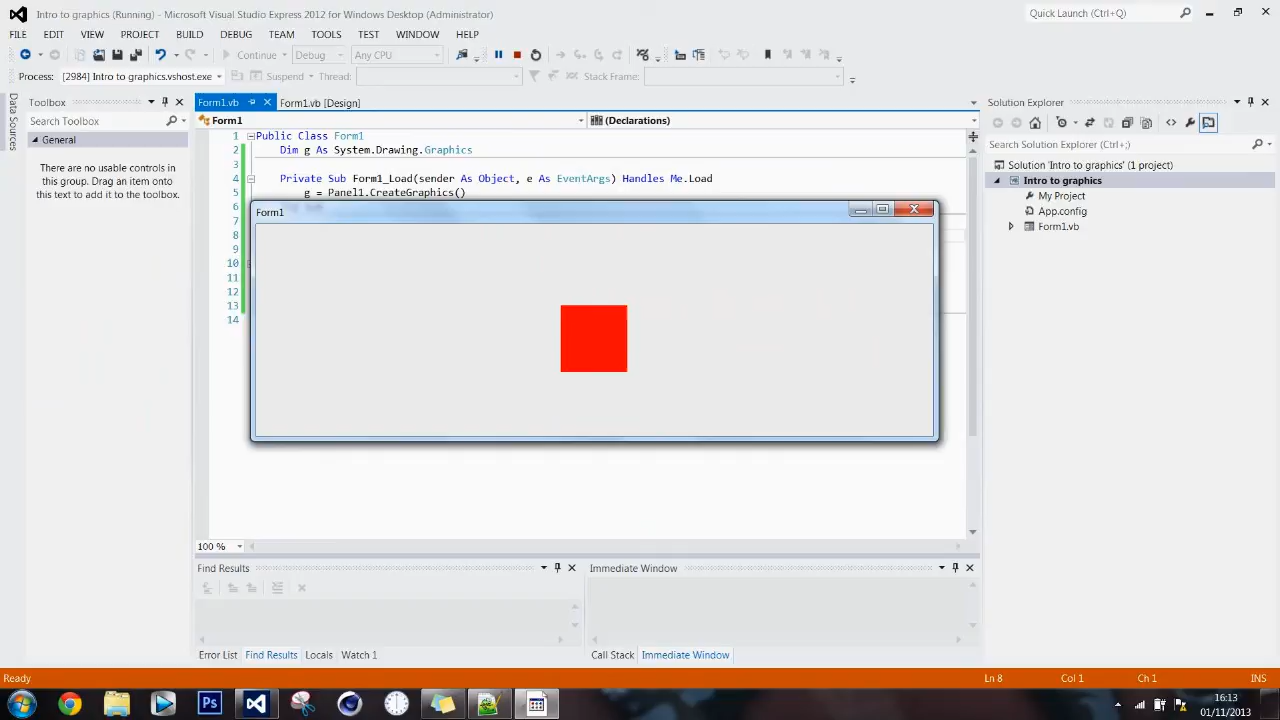 Intro to graphics (Running) - Microsoft Visual Studio Express 2012 for Windows Desktop (Administrator)
Quick Launch (Ctrl+Q)
FILE EDIT VIEW PROJECT BUILD DEBUG TEAM TOOLS TEST WINDOW HELP
Continue Debug Any CPU
Process: [2984] Intro to graphics.vshost.exe Suspend Thread: Stack Frame:
Data Sources
Toolbox
Search Toolbox
General
There are no usable controls in
this group. Drag an item onto
this text to add it to the toolbox.
Form1.vb Form1.vb [Design]
Form1 (Declarations)
1 Public Class Form1
2 Dim g As System.Drawing.Graphics
3
4 Private Sub Form1_Load(sender As Object, e As EventArgs) Handles Me.Load
5 g = Panel1.CreateGraphics()
6
7
8
9
10
11
12
13
14
Form1
100 %
Find Results
Immediate Window
Error List Find Results Locals Watch 1
Call Stack Immediate Window
Solution Explorer
Search Solution Explorer (Ctrl+;)
Solution 'Intro to graphics' (1 project)
Intro to graphics
My Project
App.config
Form1.vb
Ready Ln 8 Col 1 Ch 1 INS
Ps
16:13
01/11/2013